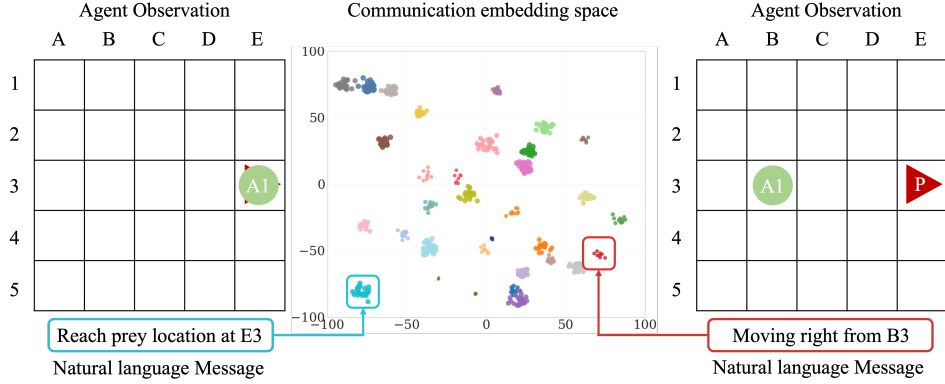 Agent Observation
Communication embedding space
Agent Observation
A B C D E
A B C D E
1
2
3
4
5
A1
100
50
0
−50
−100
−100 −50 0 50 100
1
2
3
4
5
A1
P
Reach prey location at E3
Moving right from B3
Natural language Message
Natural language Message